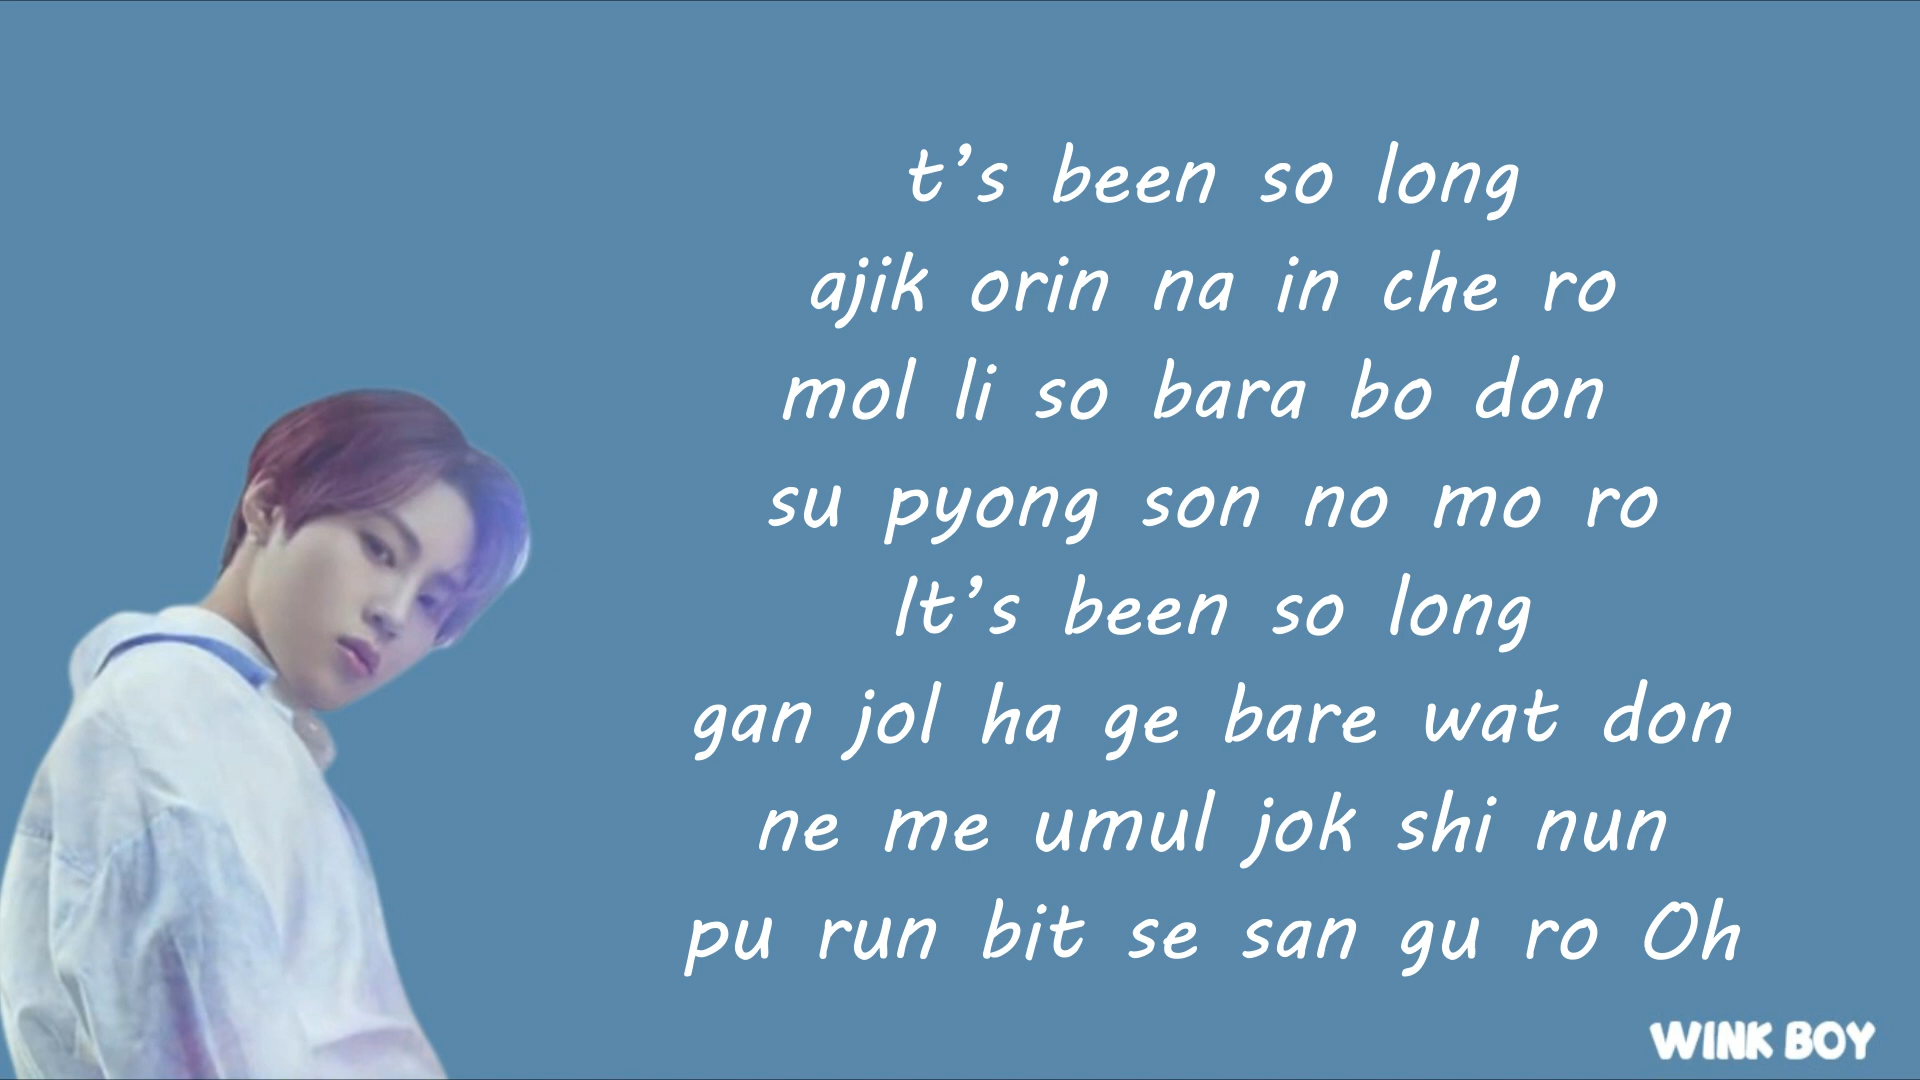 t’s been so long
ajik orin na in che ro
mol li so bara bo don
su pyong son no mo ro
It’s been so long
gan jol ha ge bare wat don
ne me umul jok shi nun
pu run bit se san gu ro Oh
WINK BOY